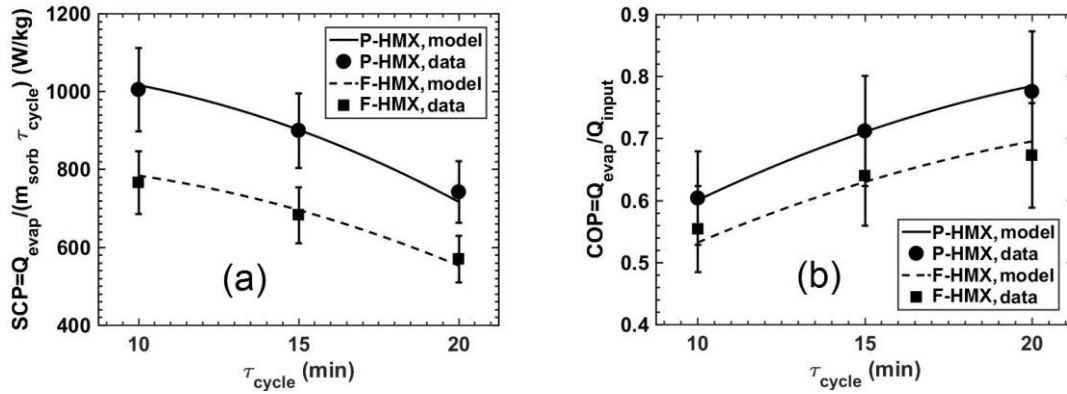 1200
1000
800
600
400
SCP=Q_evap/(m_sorb τ_cycle) (W/kg)
P-HMX, model
P-HMX, data
F-HMX, model
F-HMX, data
(a)
10 15 20
τ_cycle (min)
0.9
0.8
0.7
0.6
0.5
0.4
COP=Q_evap/Q_input
(b)
P-HMX, model
P-HMX, data
F-HMX, model
F-HMX, data
10 15 20
τ_cycle (min)